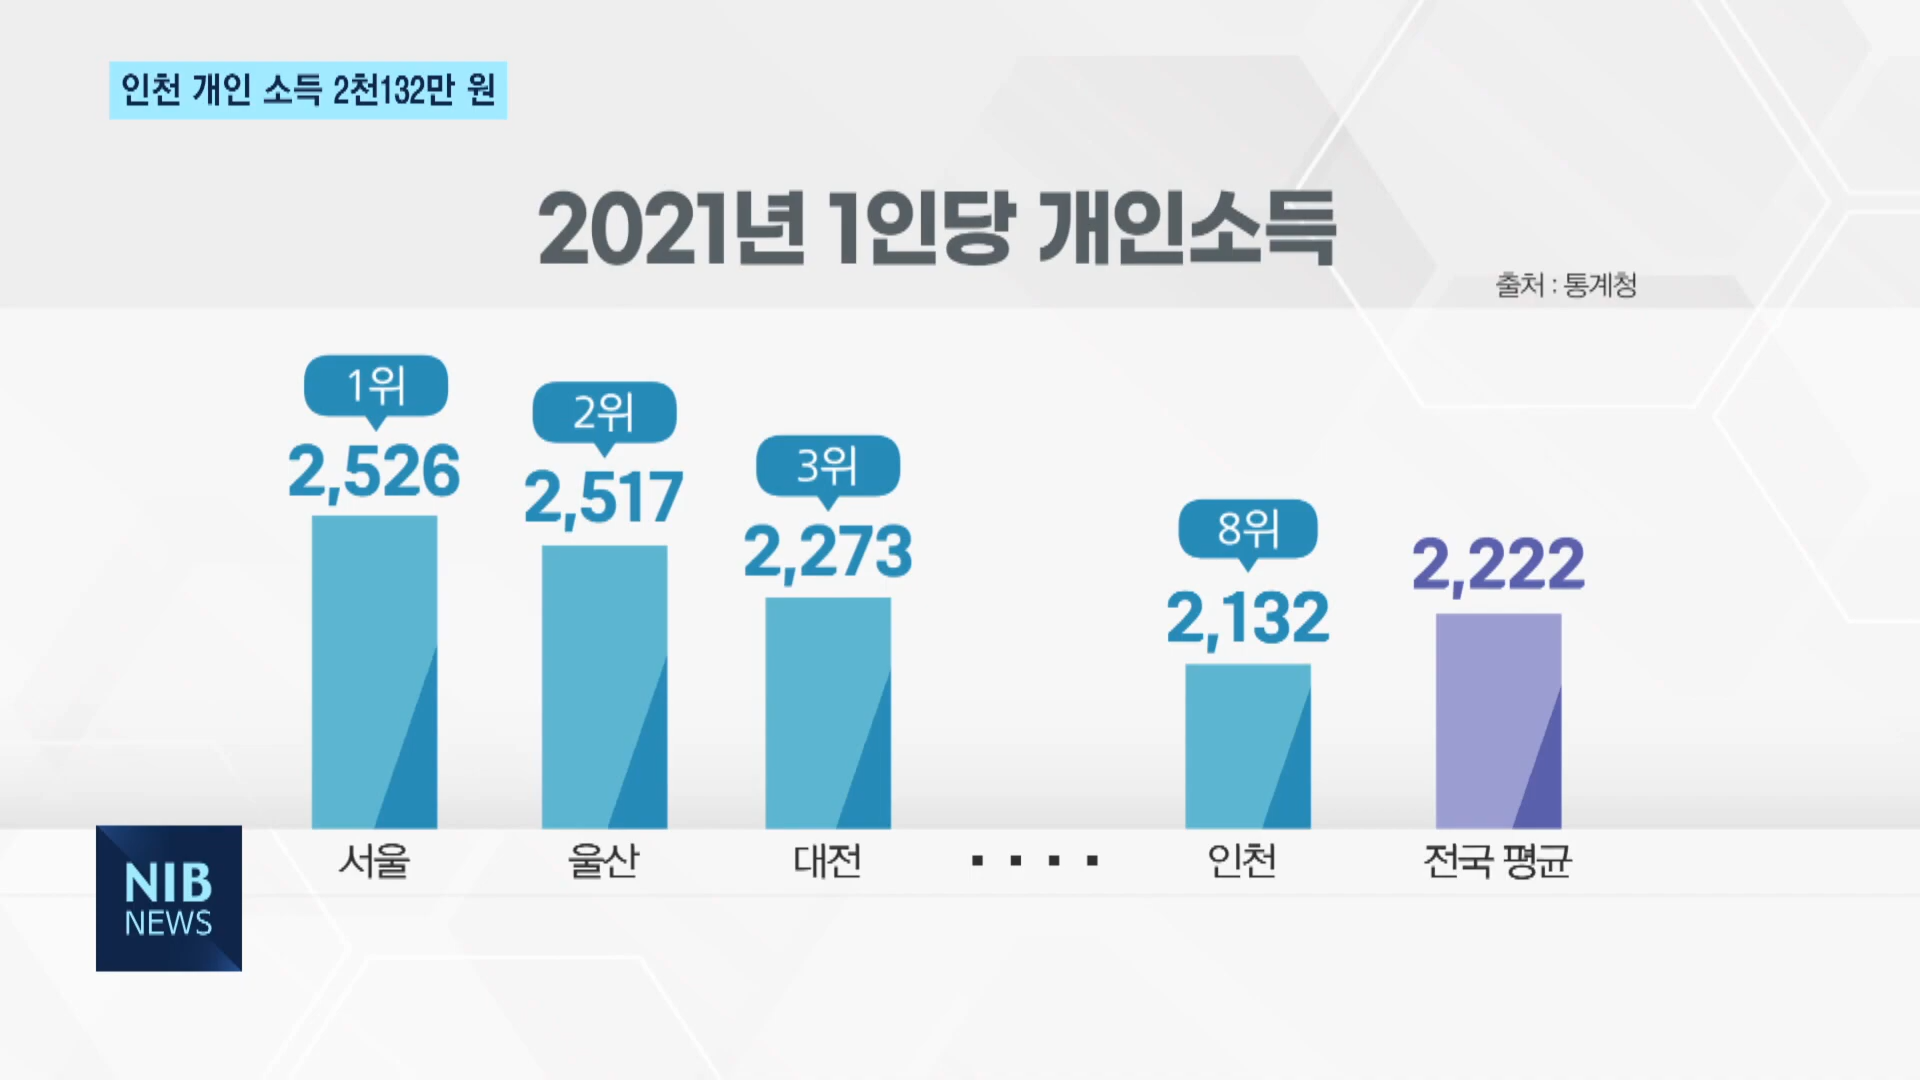 인천 개인 소득 2천132만 원
2021년 1인당 개인소득
출처 : 통계청
1위
2,526
2위
2,517
3위
2,273
8위
2,132
2,222
서울
울산
대전
....
인천
전국 평균
NIB
NEWS